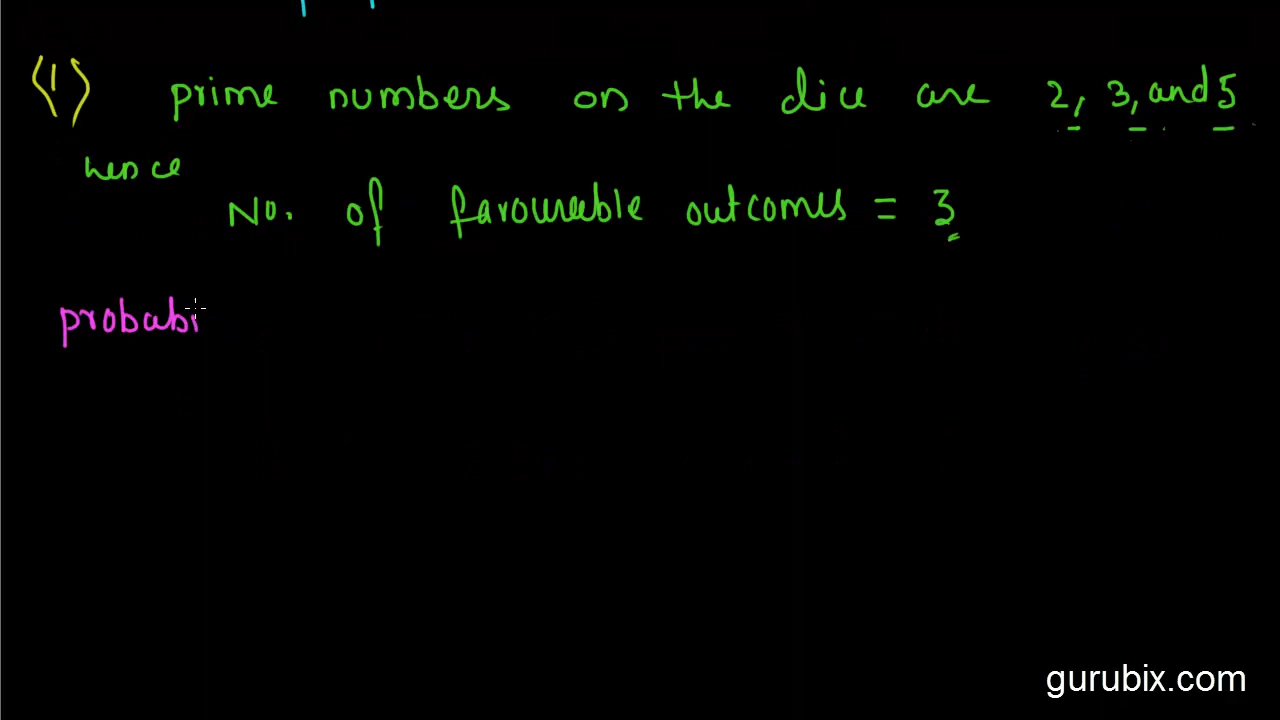 (1) prime numbers on the dice are 2, 3, and 5
hence
No. of favoureable outcomes = 3
probabi
gurubix.com